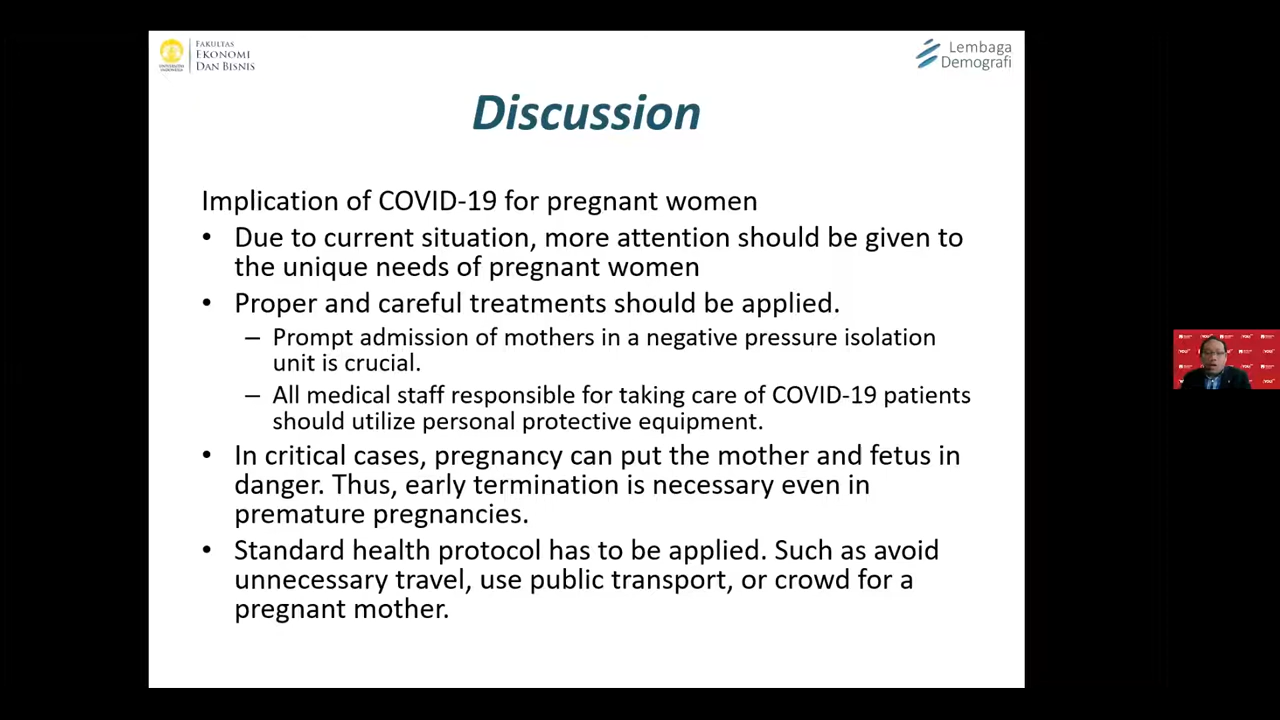 FAKULTAS
EKONOMI
DAN BISNIS
UNIVERSITAS
INDONESIA
Lembaga
Demografi
Discussion
Implication of COVID-19 for pregnant women
• Due to current situation, more attention should be given to
the unique needs of pregnant women
• Proper and careful treatments should be applied.
– Prompt admission of mothers in a negative pressure isolation
unit is crucial.
– All medical staff responsible for taking care of COVID-19 patients
should utilize personal protective equipment.
• In critical cases, pregnancy can put the mother and fetus in
danger. Thus, early termination is necessary even in
premature pregnancies.
• Standard health protocol has to be applied. Such as avoid
unnecessary travel, use public transport, or crowd for a
pregnant mother.